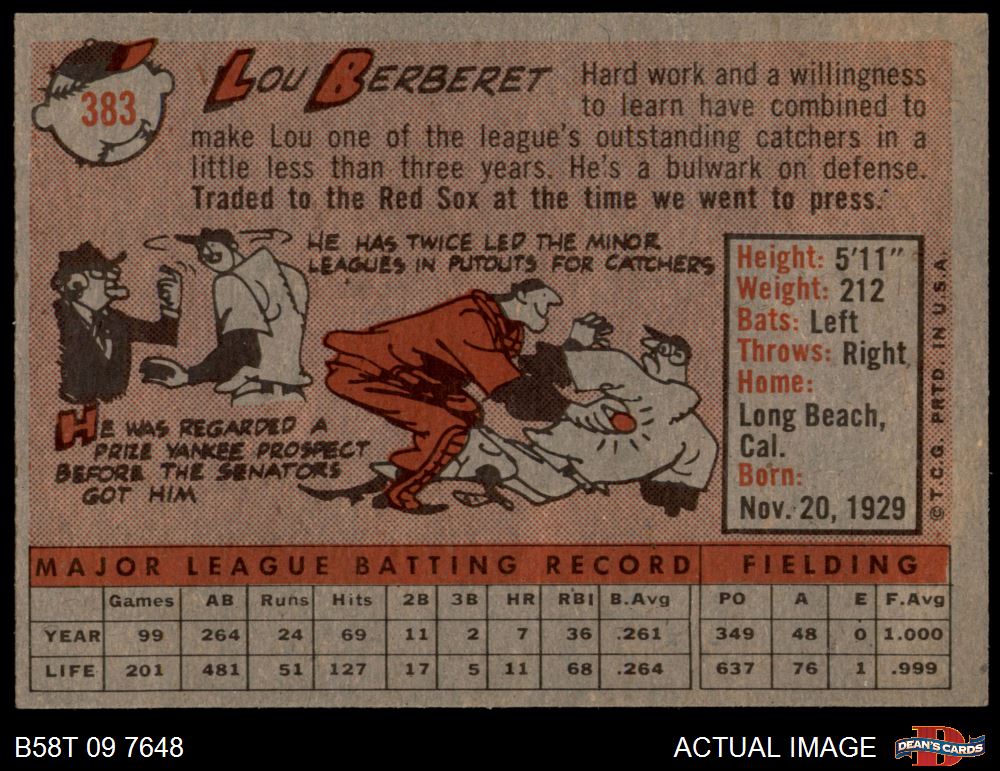 383
LOU BERBERET
Hard work and a willingness
to learn have combined to
make Lou one of the league's outstanding catchers in a
little less than three years. He's a bulwark on defense.
Traded to the Red Sox at the time we went to press.
HE HAS TWICE LED THE MINOR
LEAGUES IN PUTOUTS FOR CATCHERS
HE WAS REGARDED A
PRIZE YANKEE PROSPECT
BEFORE THE SENATORS
GOT HIM
Height: 5'11"
Weight: 212
Bats: Left
Throws: Right
Home:
Long Beach,
Cal.
Born:
Nov. 20, 1929
© T.C.G. PRTD. IN U.S.A.
MAJOR LEAGUE BATTING RECORD FIELDING
Games AB Runs Hits 2B 3B HR RBI B.Avg PO A E F.Avg
YEAR 99 264 24 69 11 2 7 36 .261 349 48 0 1.000
LIFE 201 481 51 127 17 5 11 68 .264 637 76 1 .999
B58T 09 7648
ACTUAL IMAGE
DEAN'S CARDS